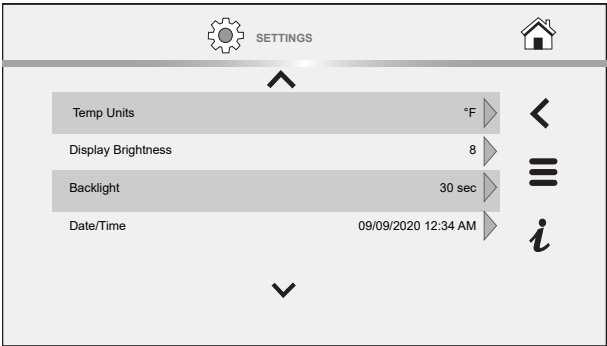 SETTINGS
Temp Units °F
Display Brightness 8
Backlight 30 sec
Date/Time 09/09/2020 12:34 AM
i